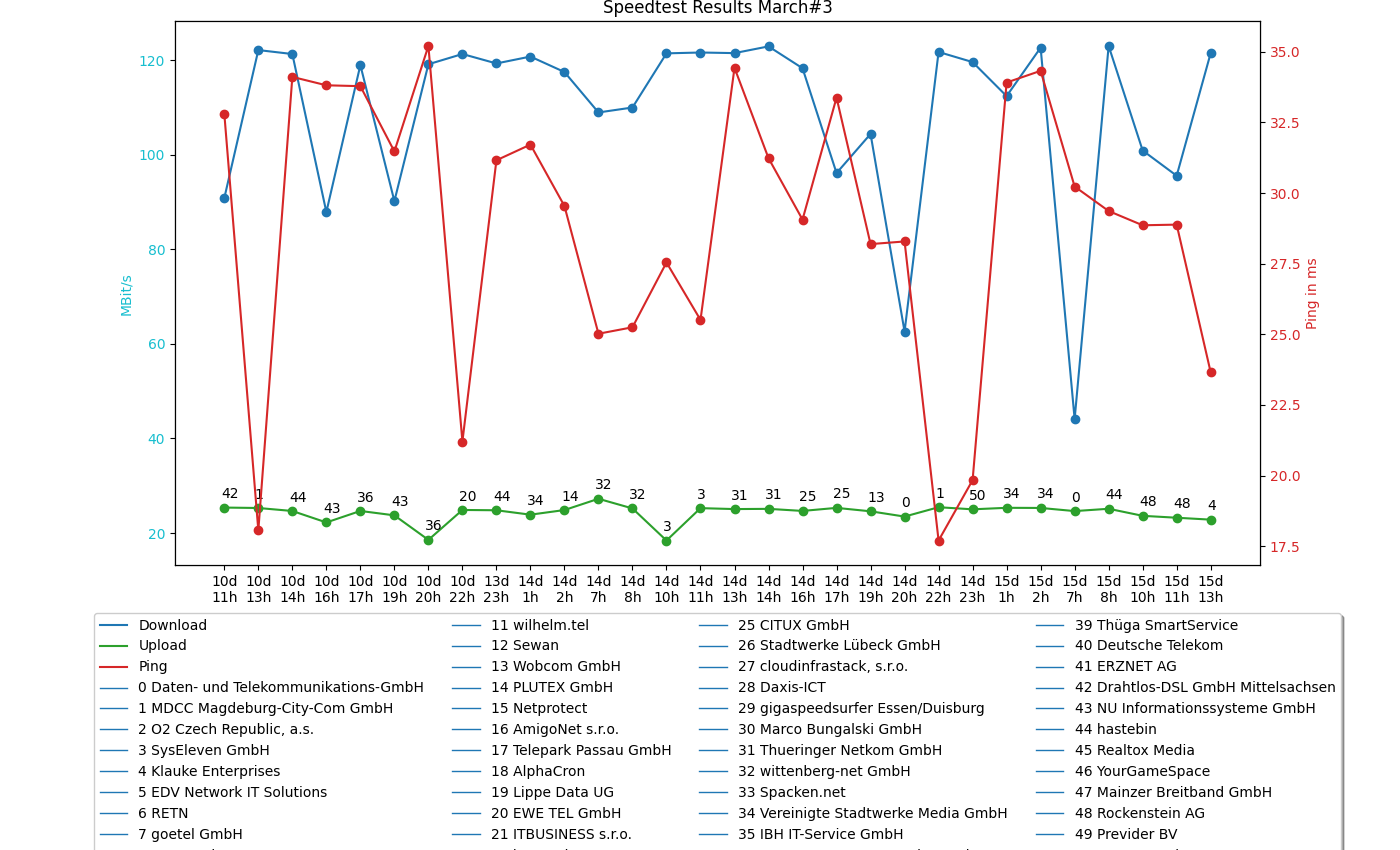 Speedtest Results March#3
120
100
80
60
40
20
MBit/s
35.0
32.5
30.0
27.5
25.0
22.5
20.0
17.5
Ping in ms
42 1 44 43 36 43 36 20 44 34 14 32 32 3 3 31 31 25 25 13 0 1 50 34 34 0 44 48 48 4
10d 10d 10d 10d 10d 10d 10d 10d 13d 14d 14d 14d 14d 14d 14d 14d 14d 14d 14d 14d 14d 14d 14d 15d 15d 15d 15d 15d 15d 15d
11h 13h 14h 16h 17h 19h 20h 22h 23h 1h 2h 7h 8h 10h 11h 13h 14h 16h 17h 19h 20h 22h 23h 1h 2h 7h 8h 10h 11h 13h
Download
Upload
Ping
0 Daten- und Telekommunikations-GmbH
1 MDCC Magdeburg-City-Com GmbH
2 O2 Czech Republic, a.s.
3 SysEleven GmbH
4 Klauke Enterprises
5 EDV Network IT Solutions
6 RETN
7 goetel GmbH
11 wilhelm.tel
12 Sewan
13 Wobcom GmbH
14 PLUTEX GmbH
15 Netprotect
16 AmigoNet s.r.o.
17 Telepark Passau GmbH
18 AlphaCron
19 Lippe Data UG
20 EWE TEL GmbH
21 ITBUSINESS s.r.o.
25 CITUX GmbH
26 Stadtwerke Lübeck GmbH
27 cloudinfrastack, s.r.o.
28 Daxis-ICT
29 gigaspeedsurfer Essen/Duisburg
30 Marco Bungalski GmbH
31 Thueringer Netkom GmbH
32 wittenberg-net GmbH
33 Spacken.net
34 Vereinigte Stadtwerke Media GmbH
35 IBH IT-Service GmbH
39 Thüga SmartService
40 Deutsche Telekom
41 ERZNET AG
42 Drahtlos-DSL GmbH Mittelsachsen
43 NU Informationssysteme GmbH
44 hastebin
45 Realtox Media
46 YourGameSpace
47 Mainzer Breitband GmbH
48 Rockenstein AG
49 Previder BV